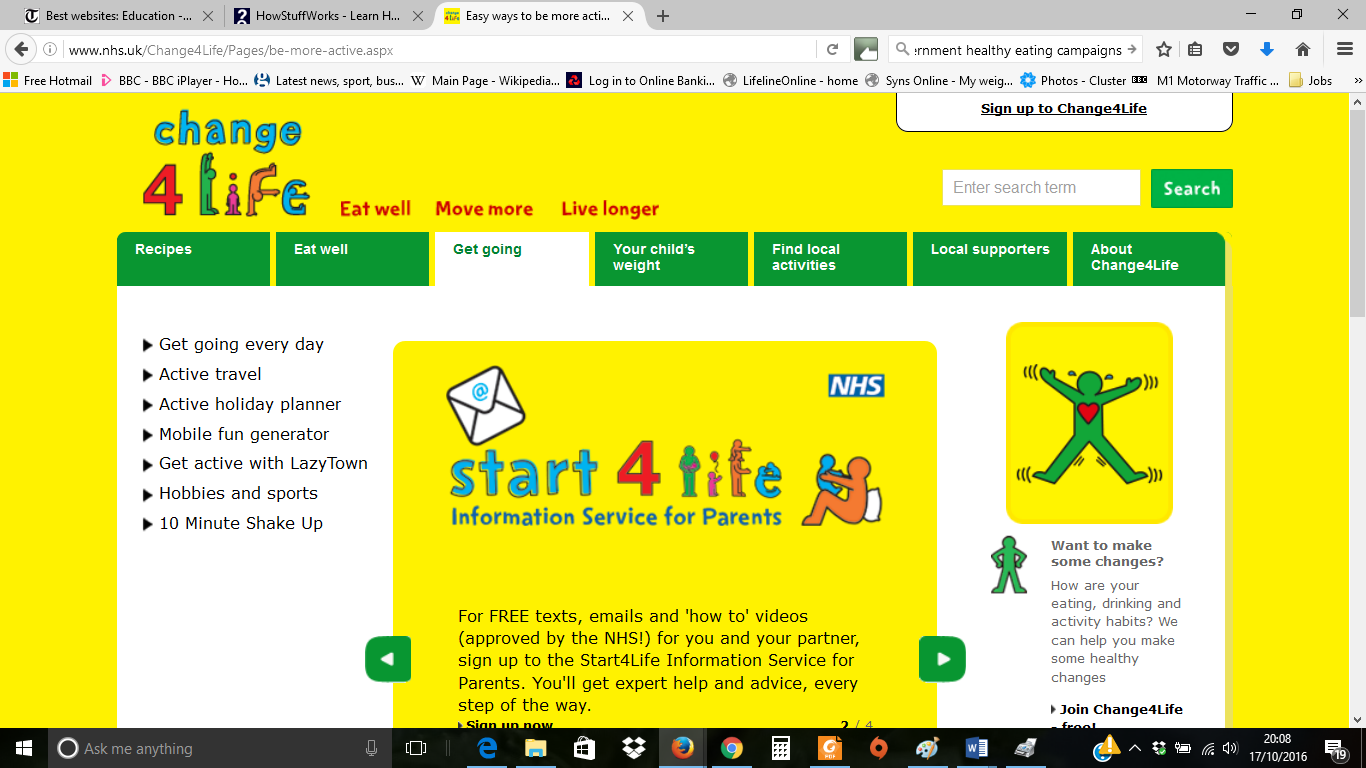 Best websites: Education -...
HowStuffWorks - Learn H...
Easy ways to be more acti...
www.nhs.uk/Change4Life/Pages/be-more-active.aspx
ernment healthy eating campaigns
Free Hotmail
BBC - BBC iPlayer - Ho...
Latest news, sport, bus...
Main Page - Wikipedia...
Log in to Online Banki...
LifelineOnline - home
Syns Online - My weig...
Photos - Cluster
M1 Motorway Traffic ...
Jobs
Sign up to Change4Life
change
4 Life
Eat well Move more Live longer
Enter search term
Search
Recipes
Eat well
Get going
Your child's
weight
Find local
activities
Local supporters
About
Change4Life
Get going every day
Active travel
Active holiday planner
Mobile fun generator
Get active with LazyTown
Hobbies and sports
10 Minute Shake Up
@
NHS
start 4 life
Information Service for Parents
For FREE texts, emails and 'how to' videos
(approved by the NHS!) for you and your partner,
sign up to the Start4Life Information Service for
Parents. You'll get expert help and advice, every
step of the way.
Sign up now
2 / 4
Want to make
some changes?
How are your
eating, drinking and
activity habits? We
can help you make
some healthy
changes
Join Change4Life
- free!
Ask me anything
20:08
17/10/2016
19